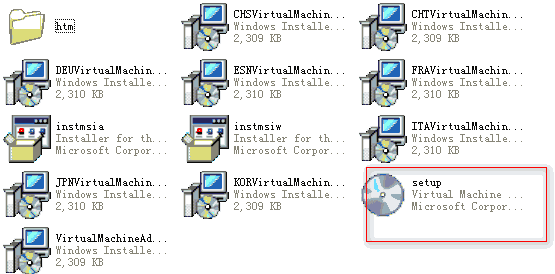 htm
CHSVirtualMachin...
Windows Installe...
2,309 KB
CHTVirtualMachin...
Windows Installe...
2,309 KB
DEUVirtualMachin...
Windows Installe...
2,310 KB
ESNVirtualMachin...
Windows Installe...
2,310 KB
FRAVirtualMachin...
Windows Installe...
2,310 KB
instmsia
Installer for th...
Microsoft Corpor...
instmsiw
Installer for th...
Microsoft Corpor...
ITAVirtualMachin...
Windows Installe...
2,310 KB
JPNVirtualMachin...
Windows Installe...
2,310 KB
KORVirtualMachin...
Windows Installe...
2,309 KB
setup
Virtual Machine ...
Microsoft Corpor...
VirtualMachineAd...
Windows Installe...
2,309 KB